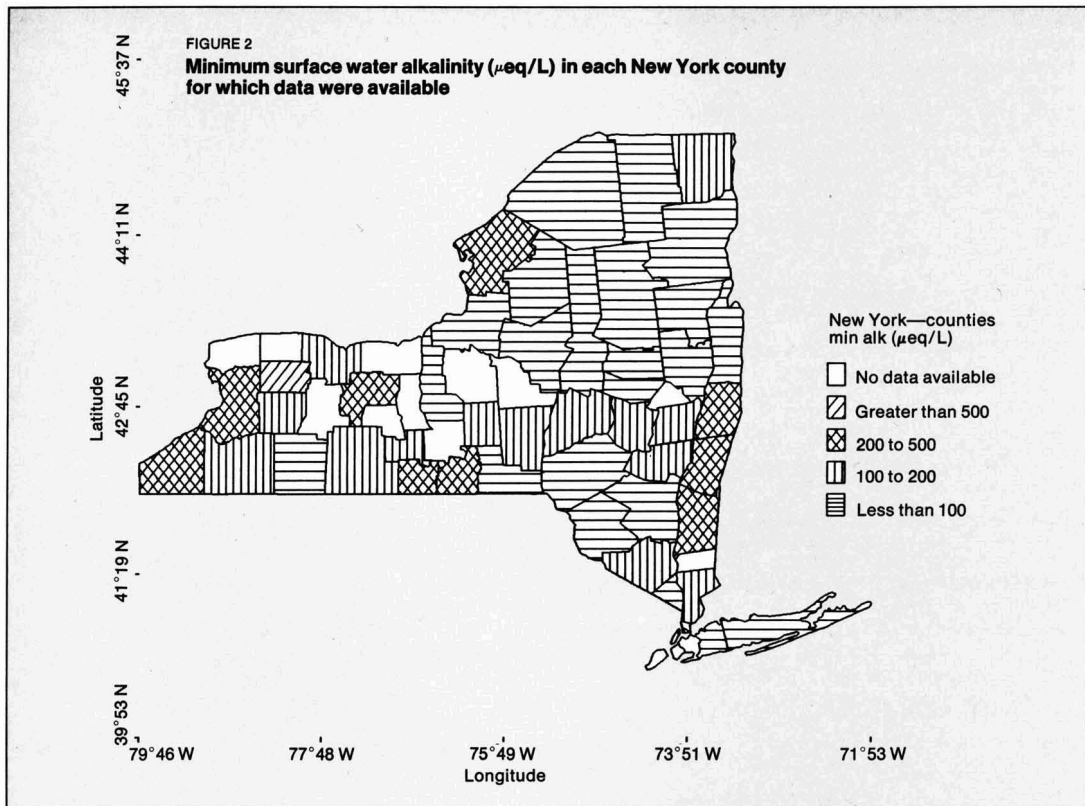 FIGURE 2
Minimum surface water alkalinity (µeq/L) in each New York county
for which data were available
45°37 N
44°11 N
42°45 N
41°19 N
39°53 N
Latitude
New York—counties
min alk (µeq/L)
No data available
Greater than 500
200 to 500
100 to 200
Less than 100
79°46 W
77°48 W
75°49 W
73°51 W
71°53 W
Longitude